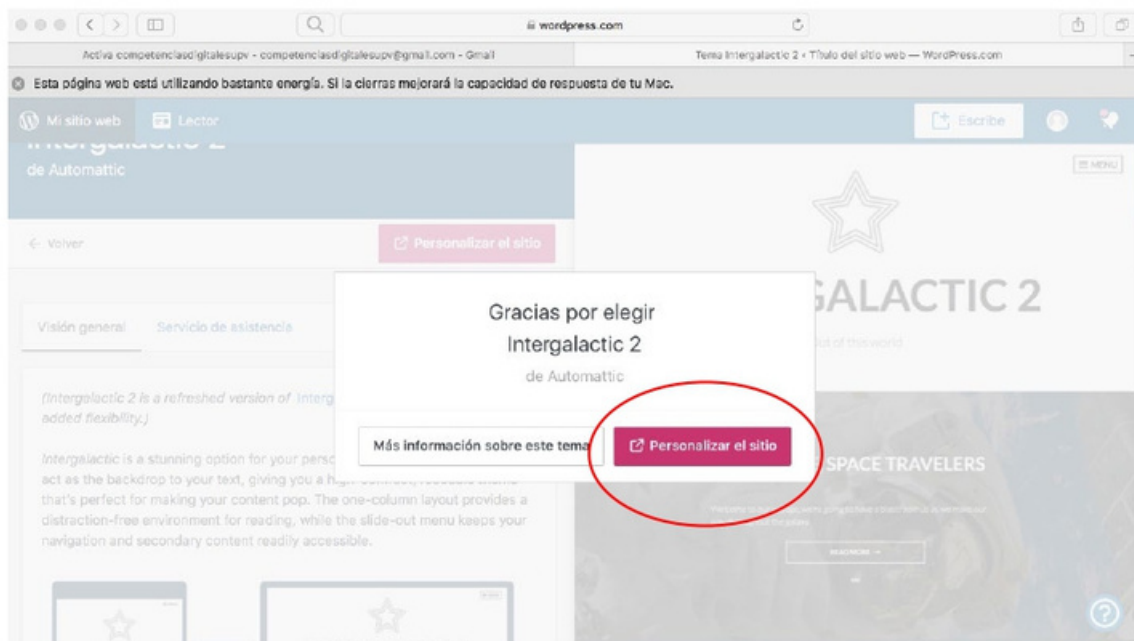 wordpress.com
Activa competenciasdigitalesupv - competenciasdigitalesupv@gmail.com - Gmail
Tema Intergalactic 2 ‹ Título del sitio web — WordPress.com
Esta página web está utilizando bastante energía. Si la cierras mejorará la capacidad de respuesta de tu Mac.
Mi sitio web
Lector
Escribe
Intergalactic 2
de Automattic
MENU
← Volver
Personalizar el sitio
GALACTIC 2
out of this world
Visión general
Servicio de asistencia
Gracias por elegir
Intergalactic 2
de Automattic
Más información sobre este tema
Personalizar el sitio
(Intergalactic 2 is a refreshed version of Interg
added flexibility.)
Intergalactic is a stunning option for your perso
act as the backdrop to your text, giving you a
that's perfect for making your content pop. The one-column layout provides a
distraction-free environment for reading, while the slide-out menu keeps your
navigation and secondary content readily accessible.
SPACE TRAVELERS
READ MORE →